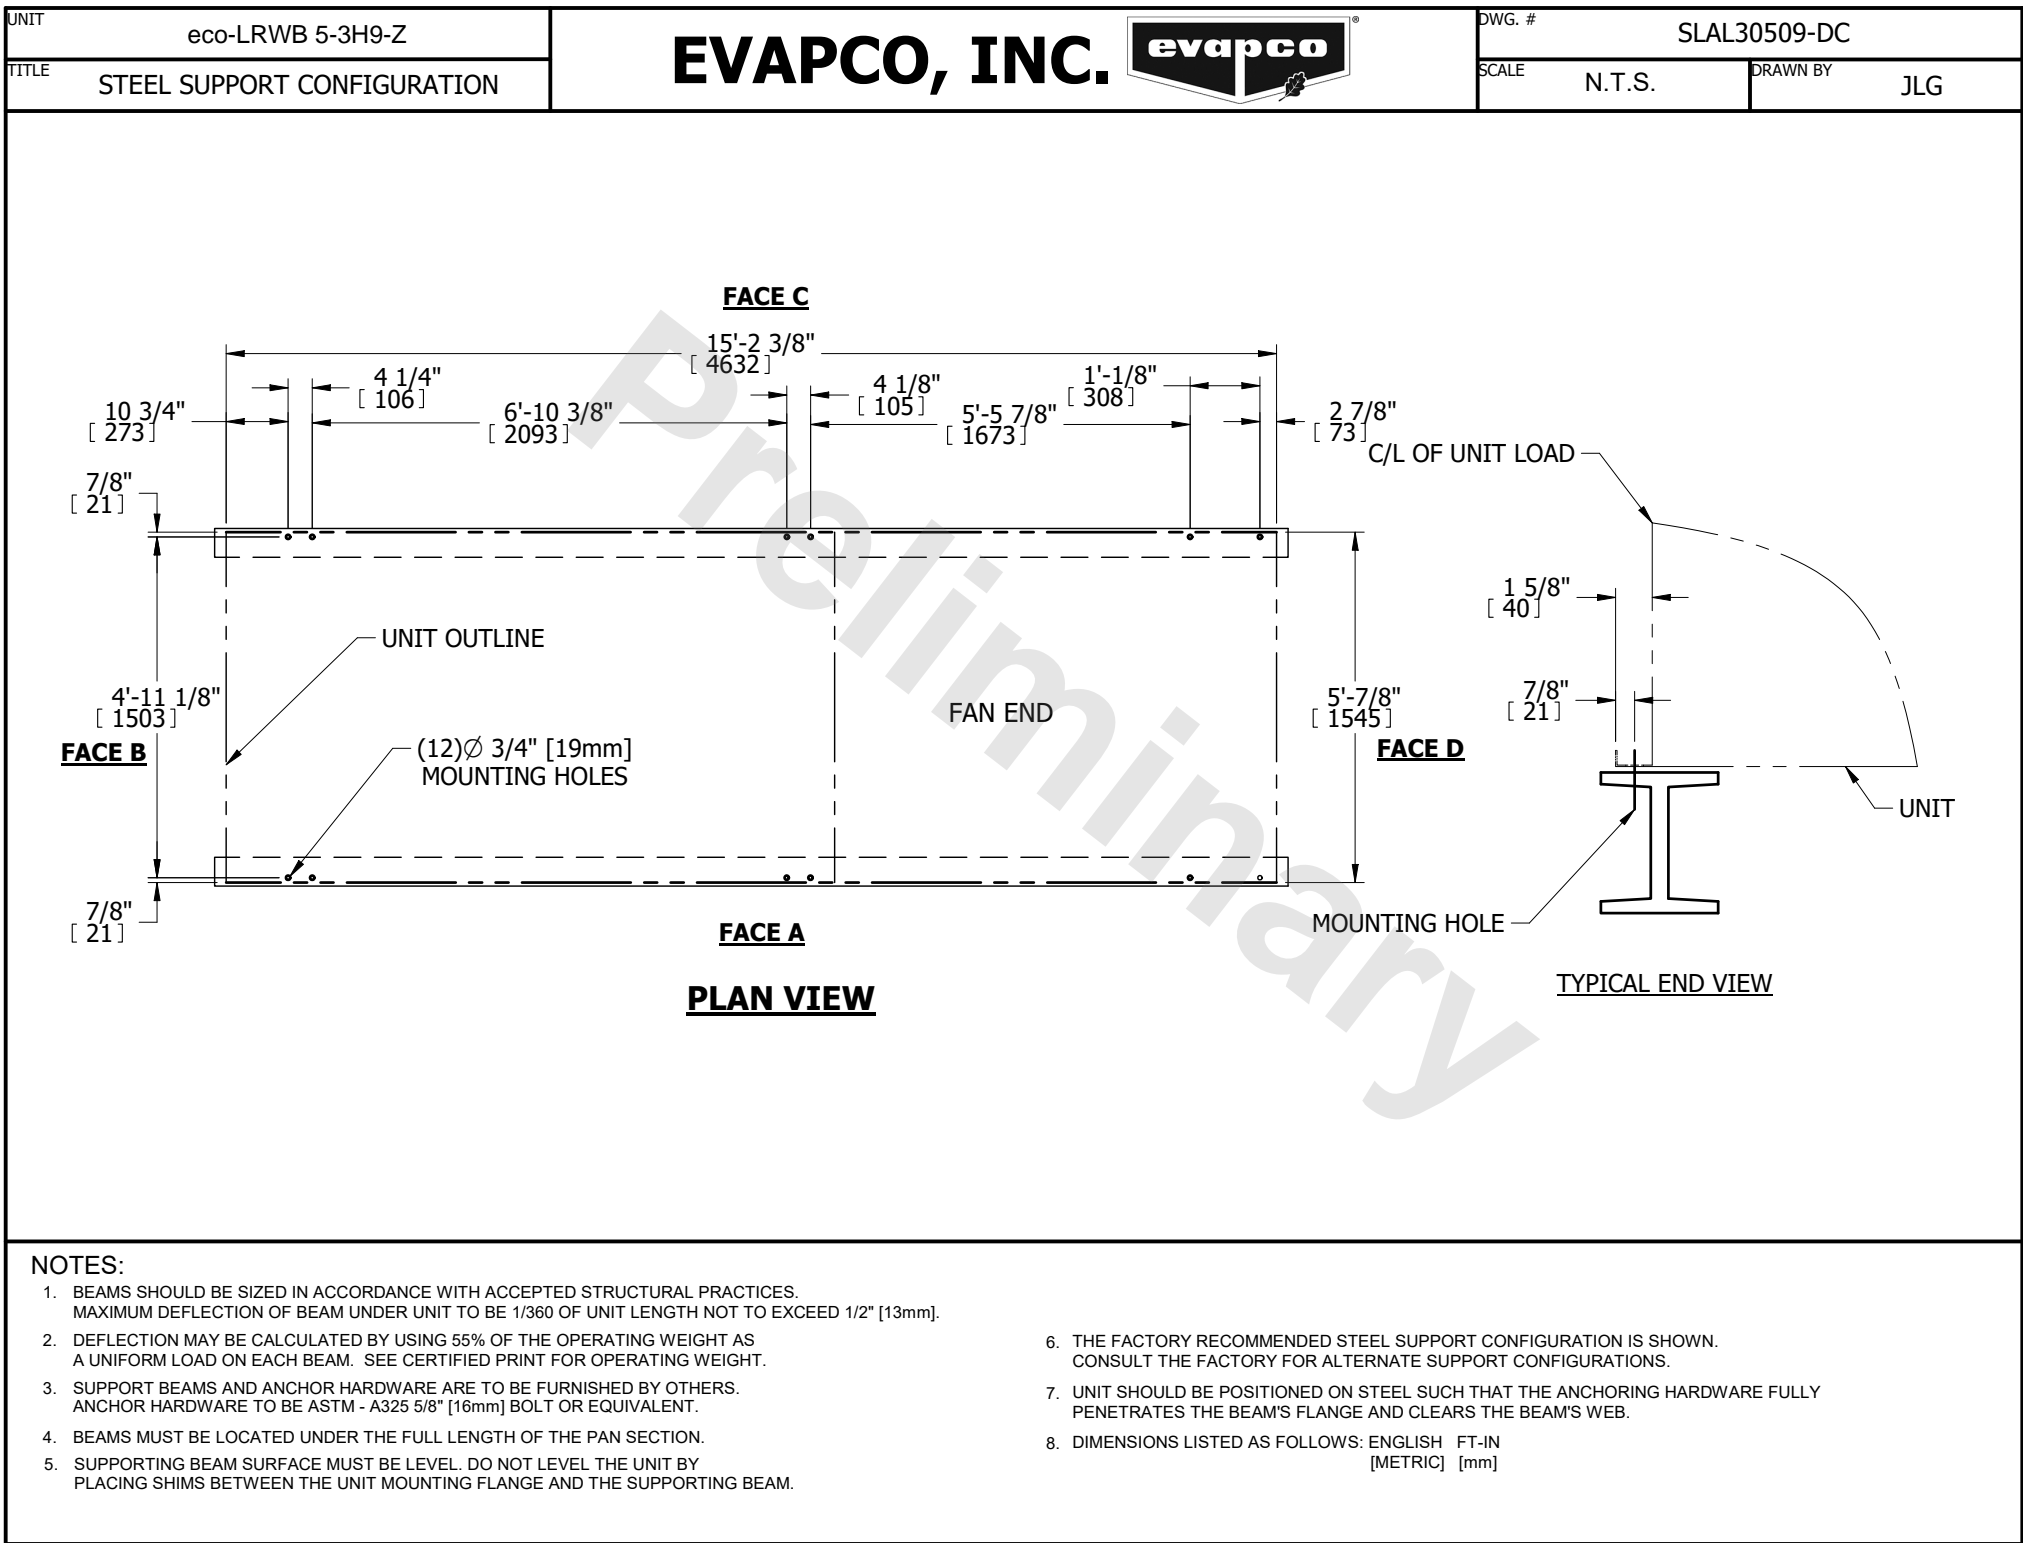 UNIT
eco-LRWB 5-3H9-Z
TITLE
STEEL SUPPORT CONFIGURATION
EVAPCO, INC.
evapco
®
DWG. #
SLAL30509-DC
SCALE
N.T.S.
DRAWN BY
JLG
FACE C
15'-2 3/8"
[ 4632 ]
4 1/4"
[ 106 ]
4 1/8"
[ 105 ]
1'-1/8"
[ 308 ]
10 3/4"
[ 273 ]
6'-10 3/8"
[ 2093 ]
5'-5 7/8"
[ 1673 ]
2 7/8"
[ 73 ]
C/L OF UNIT LOAD
7/8"
[ 21 ]
1 5/8"
[ 40 ]
UNIT OUTLINE
4'-11 1/8"
[ 1503 ]
FAN END
5'-7/8"
[ 1545 ]
7/8"
[ 21 ]
FACE B
(12)∅ 3/4" [19mm]
MOUNTING HOLES
FACE D
UNIT
7/8"
[ 21 ]
FACE A
MOUNTING HOLE
PLAN VIEW
TYPICAL END VIEW
Preliminary
NOTES:
1. BEAMS SHOULD BE SIZED IN ACCORDANCE WITH ACCEPTED STRUCTURAL PRACTICES.
MAXIMUM DEFLECTION OF BEAM UNDER UNIT TO BE 1/360 OF UNIT LENGTH NOT TO EXCEED 1/2" [13mm].
2. DEFLECTION MAY BE CALCULATED BY USING 55% OF THE OPERATING WEIGHT AS
A UNIFORM LOAD ON EACH BEAM. SEE CERTIFIED PRINT FOR OPERATING WEIGHT.
3. SUPPORT BEAMS AND ANCHOR HARDWARE ARE TO BE FURNISHED BY OTHERS.
ANCHOR HARDWARE TO BE ASTM - A325 5/8" [16mm] BOLT OR EQUIVALENT.
4. BEAMS MUST BE LOCATED UNDER THE FULL LENGTH OF THE PAN SECTION.
5. SUPPORTING BEAM SURFACE MUST BE LEVEL. DO NOT LEVEL THE UNIT BY
PLACING SHIMS BETWEEN THE UNIT MOUNTING FLANGE AND THE SUPPORTING BEAM.
6. THE FACTORY RECOMMENDED STEEL SUPPORT CONFIGURATION IS SHOWN.
CONSULT THE FACTORY FOR ALTERNATE SUPPORT CONFIGURATIONS.
7. UNIT SHOULD BE POSITIONED ON STEEL SUCH THAT THE ANCHORING HARDWARE FULLY
PENETRATES THE BEAM'S FLANGE AND CLEARS THE BEAM'S WEB.
8. DIMENSIONS LISTED AS FOLLOWS: ENGLISH FT-IN
[METRIC] [mm]